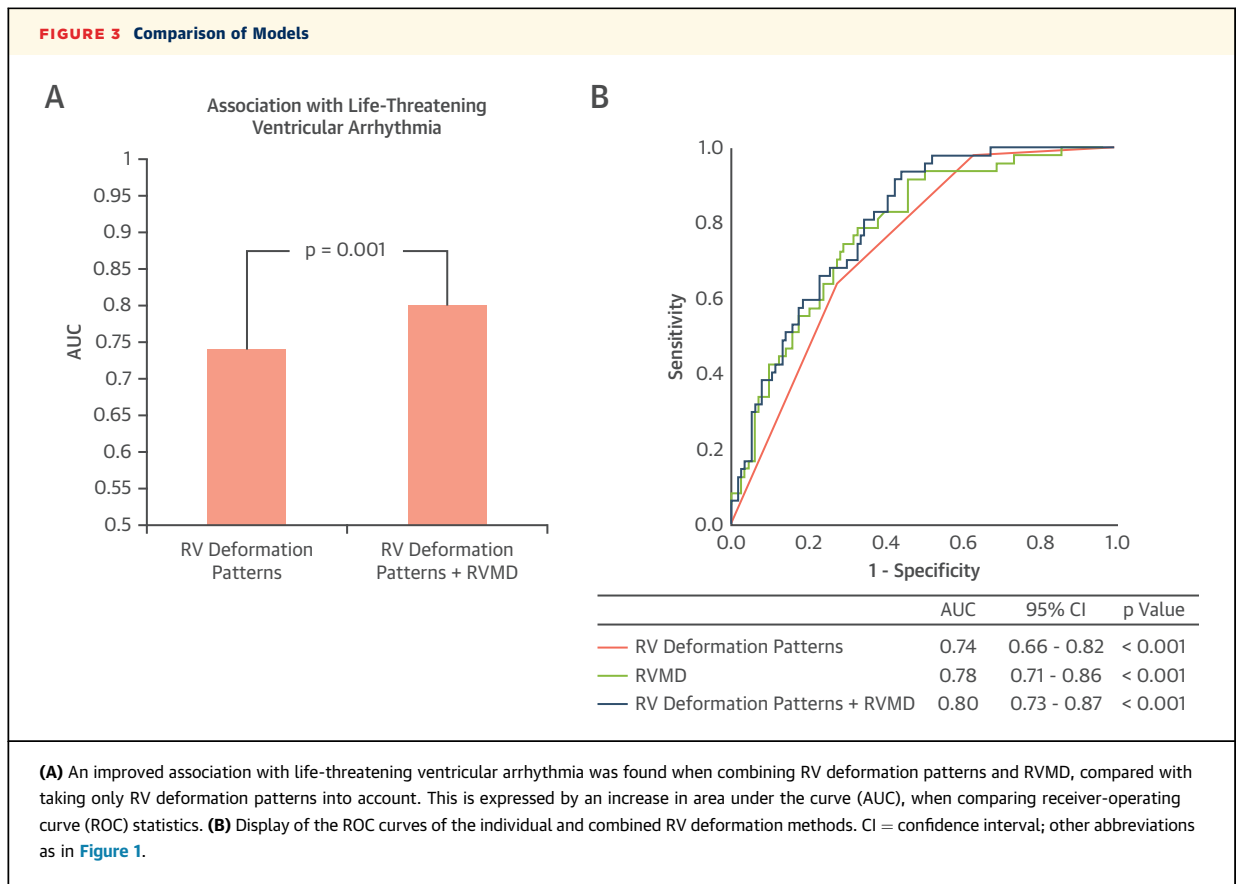 FIGURE 3 Comparison of Models
A
Association with Life-Threatening
Ventricular Arrhythmia
1
0.95
0.9
0.85
0.8
0.75
0.7
0.65
0.6
0.55
0.5
AUC
p = 0.001
RV Deformation
Patterns
RV Deformation
Patterns + RVMD
B
1.0
0.8
0.6
0.4
0.2
0.0
Sensitivity
0.0 0.2 0.4 0.6 0.8 1.0
1 - Specificity
AUC 95% CI p Value
RV Deformation Patterns 0.74 0.66 - 0.82 < 0.001
RVMD 0.78 0.71 - 0.86 < 0.001
RV Deformation Patterns + RVMD 0.80 0.73 - 0.87 < 0.001
(A) An improved association with life-threatening ventricular arrhythmia was found when combining RV deformation patterns and RVMD, compared with
taking only RV deformation patterns into account. This is expressed by an increase in area under the curve (AUC), when comparing receiver-operating
curve (ROC) statistics. (B) Display of the ROC curves of the individual and combined RV deformation methods. CI = confidence interval; other abbreviations
as in Figure 1.